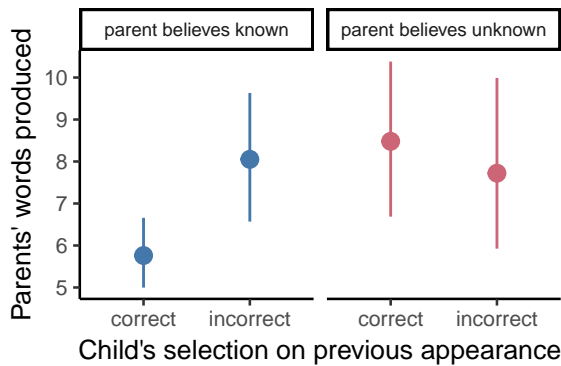 parent believes known
parent believes unknown
Parents' words produced
10
9
8
7
6
5
correct
incorrect
correct
incorrect
Child's selection on previous appearance